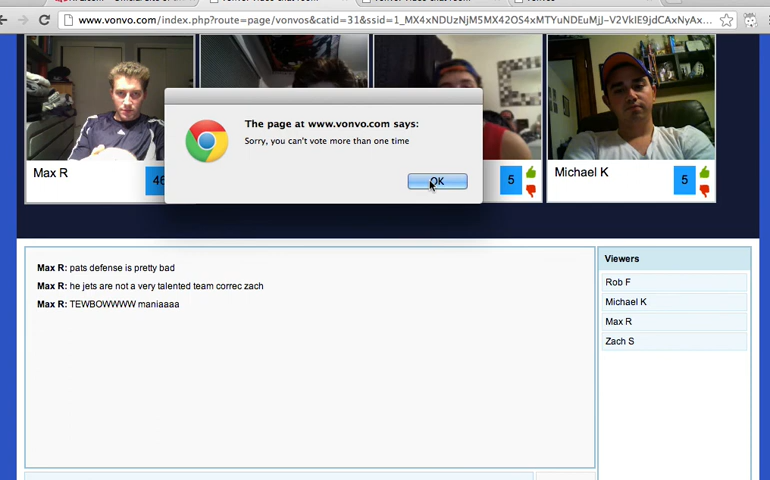 www.vonvo.com/index.php?route=page/vonvos&catid=31&ssid=1_MX4xNDUzNjM5MX42OS4xMTYuNDEuMjJ-V2VkIE9jdCAxNyAx...
The page at www.vonvo.com says:
Sorry, you can't vote more than one time
OK
Max R
46
5
Michael K
5
Max R: pats defense is pretty bad
Max R: he jets are not a very talented team correc zach
Max R: TEWBOWWWW maniaaaa
Viewers
Rob F
Michael K
Max R
Zach S